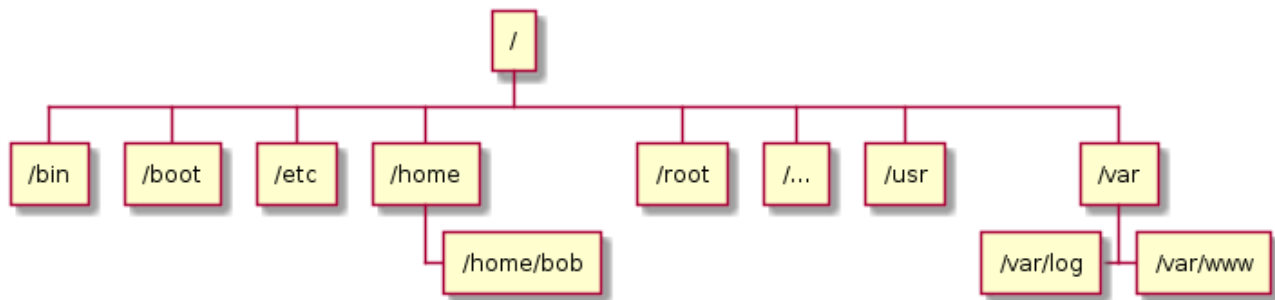 /
/bin
/boot
/etc
/home
/root
/...
/usr
/var
/home/bob
/var/log
/var/www